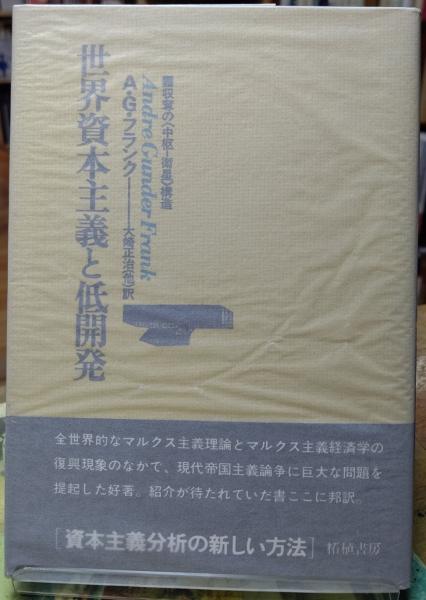 世界資本主義と低開発
収奪の《中枢―衛星》構造
Andre Gunder Frank
A・G・フランク――大崎正治《他》訳
全世界的なマルクス主義理論とマルクス主義経済学の
復興現象のなかで、現代帝国主義論争に巨大な問題を
提起した好著。紹介が待たれていた書ここに邦訳。
[資本主義分析の新しい方法] 柘植書房